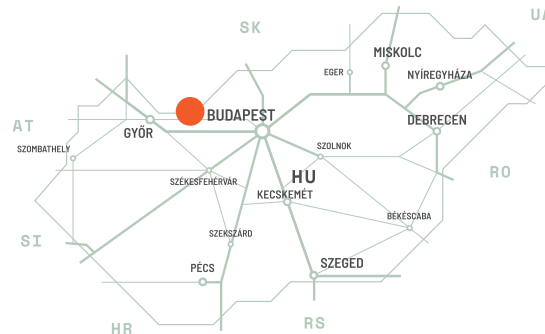 SK
UA
MISKOLC
EGER
NYÍREGYHÁZA
BUDAPEST
DEBRECEN
AT
GYŐR
SZOMBATHELY
SZOLNOK
HU
RO
SZÉKESFEHÉRVÁR
KECSKEMÉT
BÉKÉSCABA
SZEKSZÁRD
SI
PÉCS
SZEGED
HR
RS